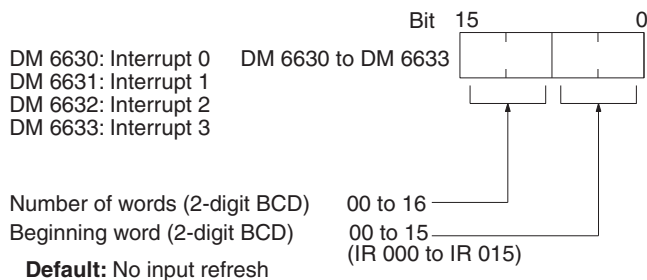 Bit 15 0
DM 6630: Interrupt 0 DM 6630 to DM 6633
DM 6631: Interrupt 1
DM 6632: Interrupt 2
DM 6633: Interrupt 3
Number of words (2-digit BCD) 00 to 16
Beginning word (2-digit BCD) 00 to 15
(IR 000 to IR 015)
Default: No input refresh